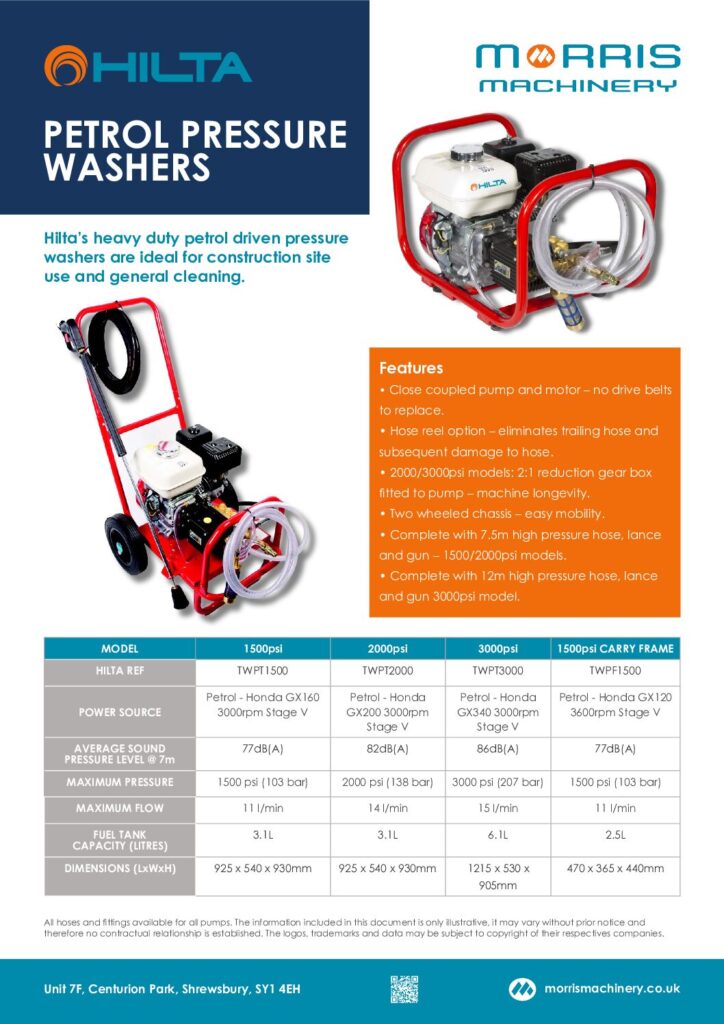 HILTA
MORRIS
MACHINERY
PETROL PRESSURE
WASHERS
HILTA
Hilta's heavy duty petrol driven pressure
washers are ideal for construction site
use and general cleaning.
Features
• Close coupled pump and motor – no drive belts
to replace.
• Hose reel option – eliminates trailing hose and
subsequent damage to hose.
• 2000/3000psi models: 2:1 reduction gear box
fitted to pump – machine longevity.
• Two wheeled chassis – easy mobility.
• Complete with 7.5m high pressure hose, lance
and gun – 1500/2000psi models.
• Complete with 12m high pressure hose, lance
and gun 3000psi model.
MODEL 1500psi 2000psi 3000psi 1500psi CARRY FRAME
HILTA REF TWPT1500 TWPT2000 TWPT3000 TWPF1500
POWER SOURCE Petrol - Honda GX160 3000rpm Stage V Petrol - Honda GX200 3000rpm Stage V Petrol - Honda GX340 3000rpm Stage V Petrol - Honda GX120 3600rpm Stage V
AVERAGE SOUND PRESSURE LEVEL @ 7m 77dB(A) 82dB(A) 86dB(A) 77dB(A)
MAXIMUM PRESSURE 1500 psi (103 bar) 2000 psi (138 bar) 3000 psi (207 bar) 1500 psi (103 bar)
MAXIMUM FLOW 11 l/min 14 l/min 15 l/min 11 l/min
FUEL TANK CAPACITY (LITRES) 3.1L 3.1L 6.1L 2.5L
DIMENSIONS (LxWxH) 925 x 540 x 930mm 925 x 540 x 930mm 1215 x 530 x 905mm 470 x 365 x 440mm
All hoses and fittings available for all pumps. The information included in this document is only illustrative, it may vary without prior notice and
therefore no contractual relationship is established. The logos, trademarks and data may be subject to copyright of their respectives companies.
Unit 7F, Centurion Park, Shrewsbury, SY1 4EH
morrismachinery.co.uk